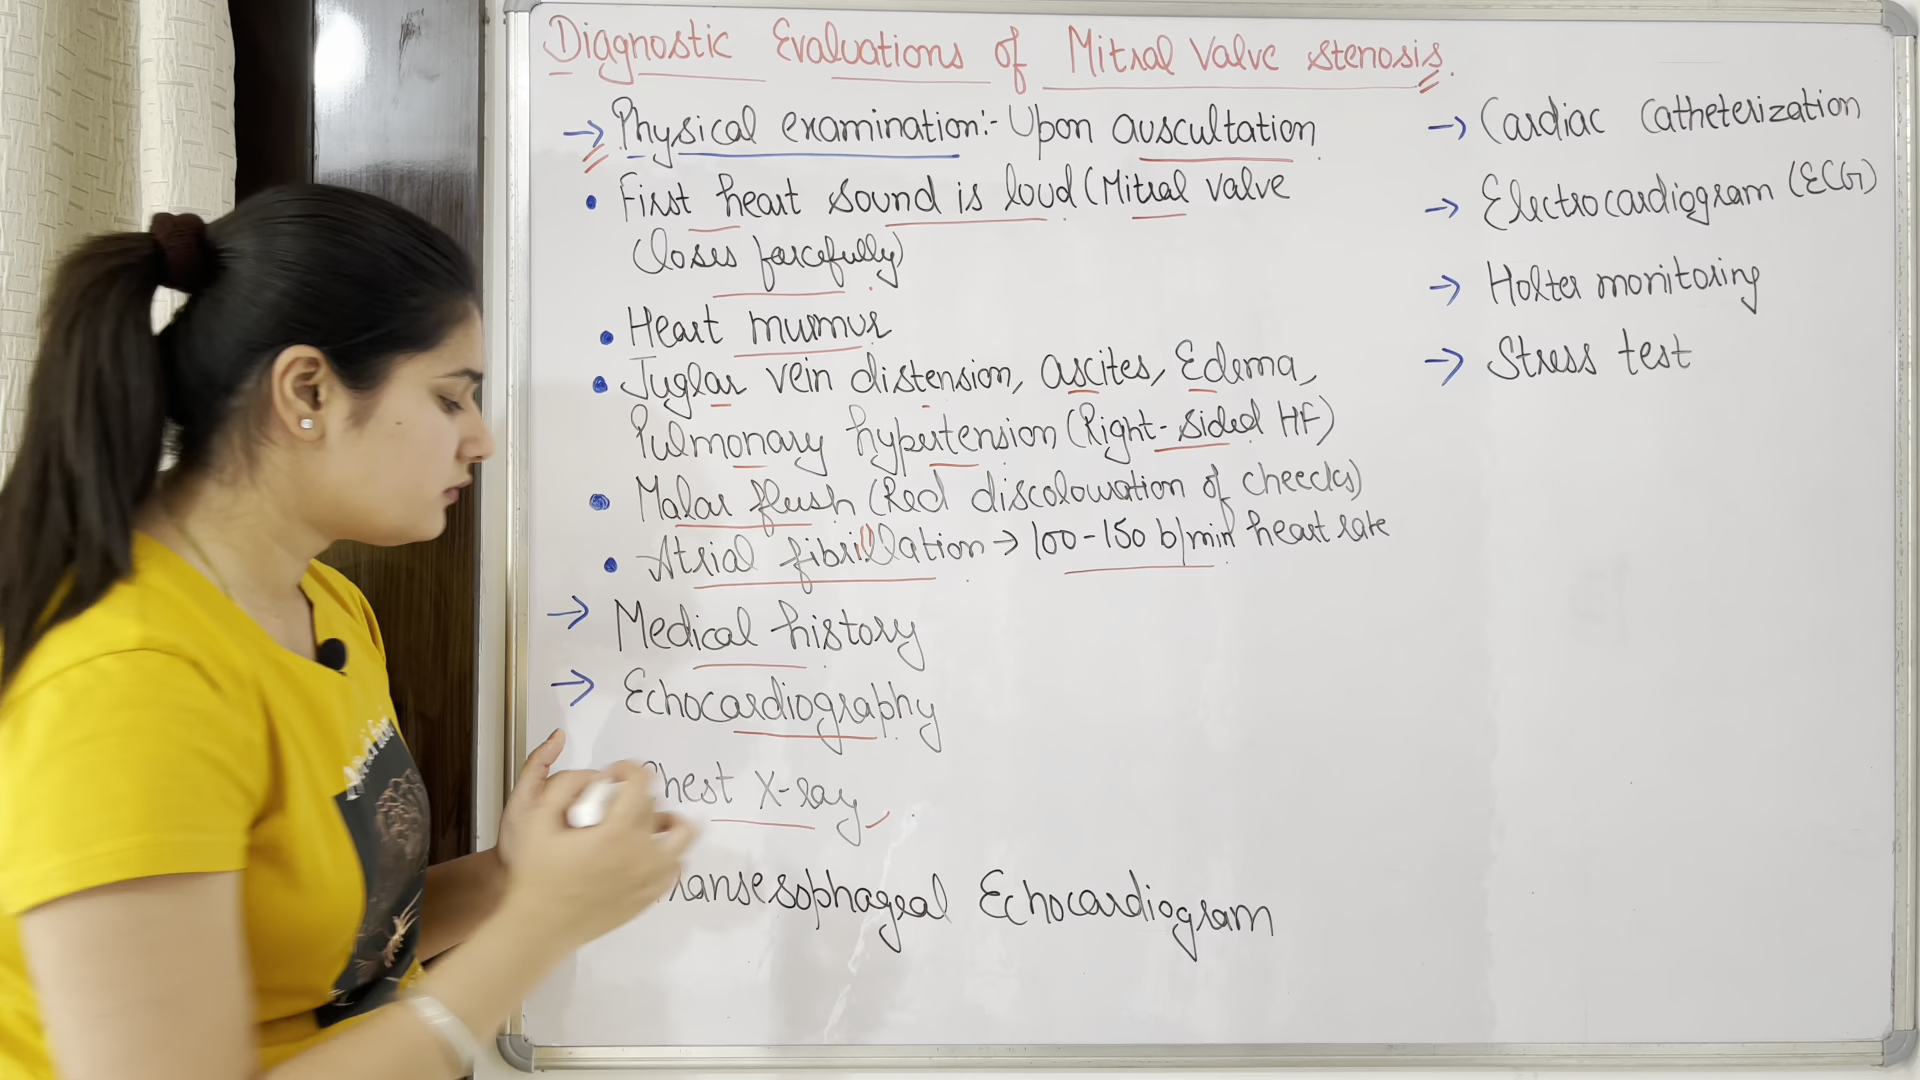 Diagnostic Evaluations of Mitral Valve stenosis.
→ Physical examination:- Upon auscultation
• First heart sound is loud (Mitral valve
Closes forcefully)
• Heart murmur
• Juglar vein distension, ascites, Edema,
Pulmonary hypertension (Right-sided HF)
• Malar flush (Red discolouration of cheecks)
• Atrial fibrillation → 100-150 b/min heart rate
→ Medical history
→ Echocardiography
Chest X-ray
Transesophageal Echocardiogram
→ Cardiac Catheterization
→ Electrocardiogram (ECG)
→ Holter monitoring
→ Stress test